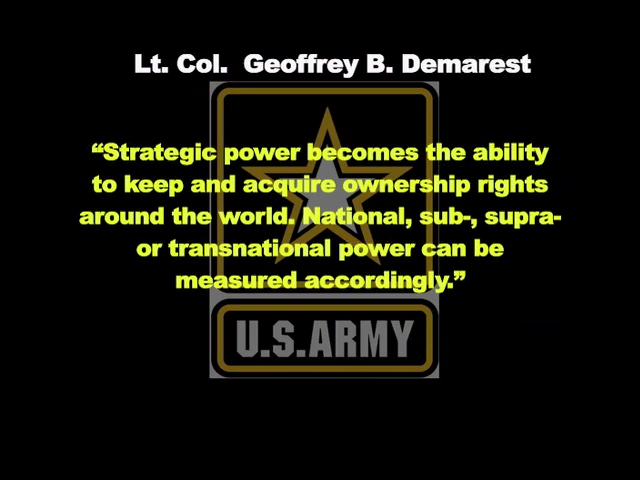 Lt. Col.  Geoffrey B. Demarest
“Strategic power becomes the ability
to keep and acquire ownership rights
around the world. National, sub-, supra-
or transnational power can be
measured accordingly.”
U.S.ARMY